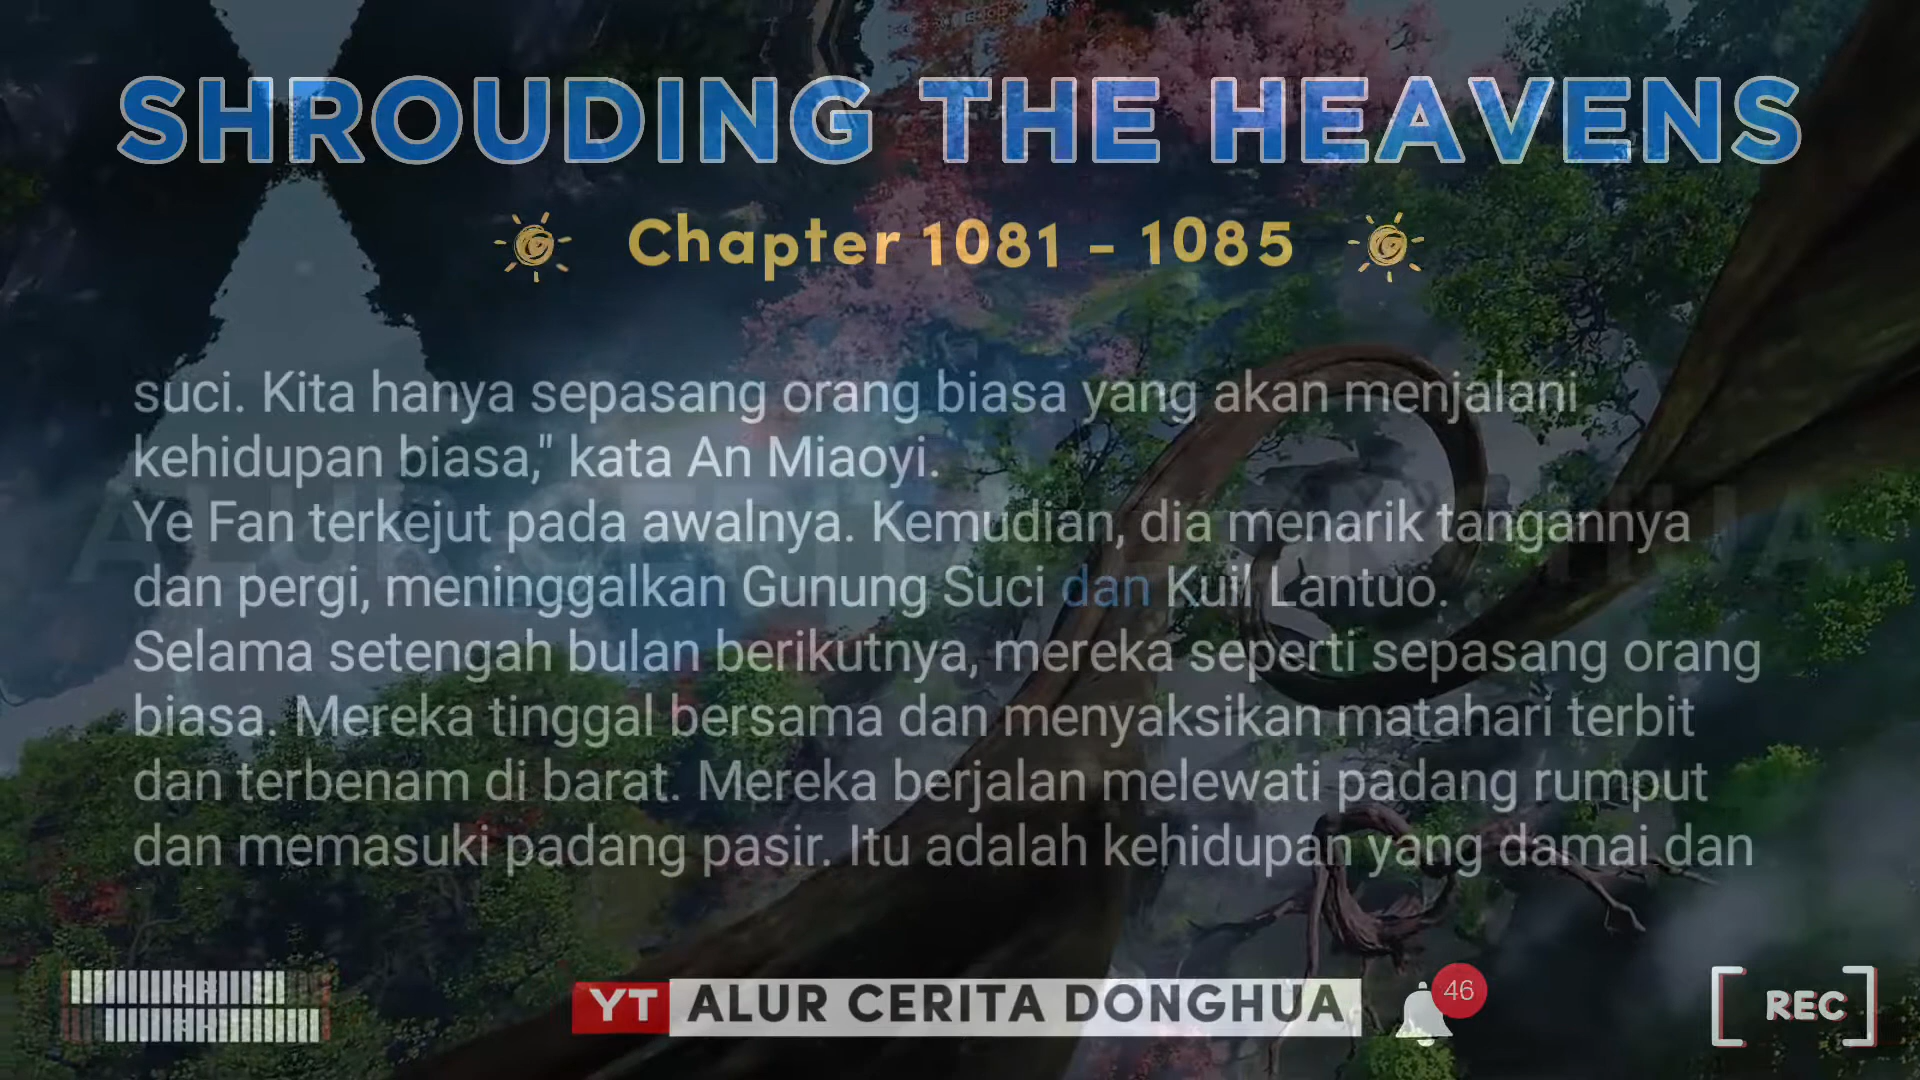 SHROUDING THE HEAVENS
Chapter 1081 - 1085
suci. Kita hanya sepasang orang biasa yang akan menjalani
kehidupan biasa," kata An Miaoyi.
Ye Fan terkejut pada awalnya. Kemudian, dia menarik tangannya
dan pergi, meninggalkan Gunung Suci dan Kuil Lantuo.
Selama setengah bulan berikutnya, mereka seperti sepasang orang
biasa. Mereka tinggal bersama dan menyaksikan matahari terbit
dan terbenam di barat. Mereka berjalan melewati padang rumput
dan memasuki padang pasir. Itu adalah kehidupan yang damai dan
YT ALUR CERITA DONGHUA
46
REC